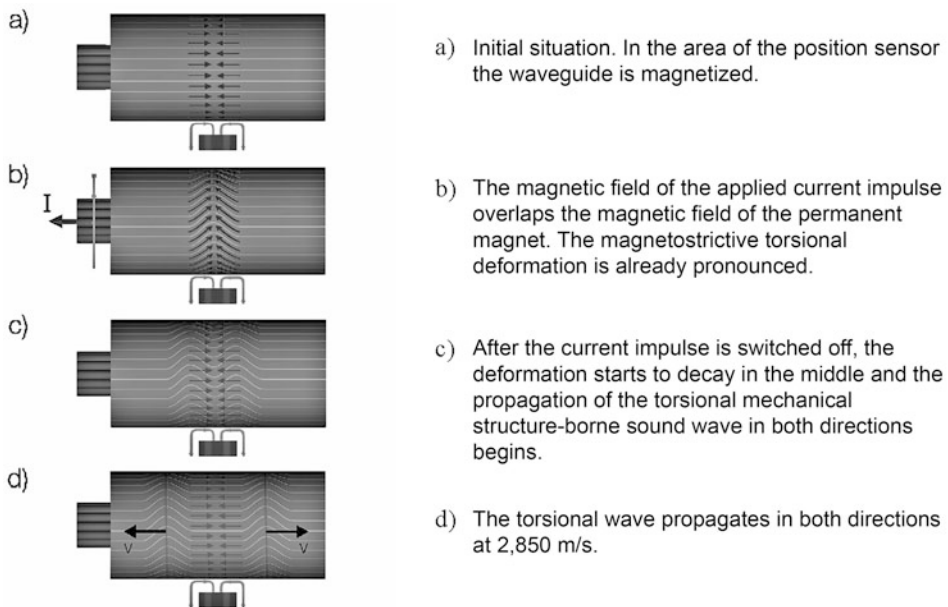 a)
a) Initial situation. In the area of the position sensor
the waveguide is magnetized.
b)
I
b) The magnetic field of the applied current impulse
overlaps the magnetic field of the permanent
magnet. The magnetostrictive torsional
deformation is already pronounced.
c)
c) After the current impulse is switched off, the
deformation starts to decay in the middle and the
propagation of the torsional mechanical
structure-borne sound wave in both directions
begins.
d)
v v
d) The torsional wave propagates in both directions
at 2,850 m/s.